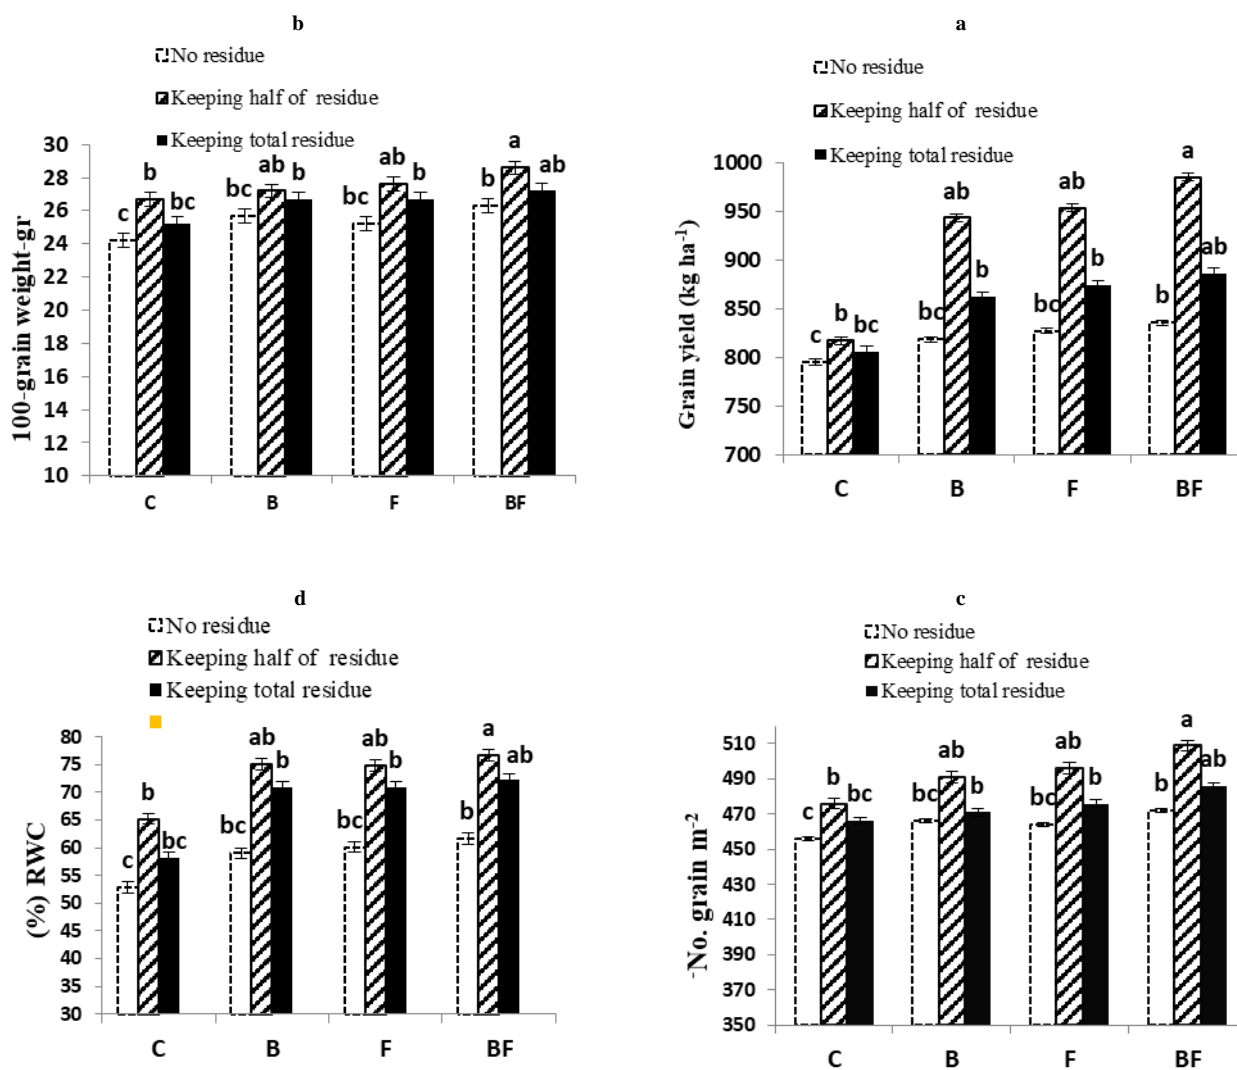 b
No residue
Keeping half of residue
Keeping total residue
30
28
26
24
22
20
18
16
14
12
10
100-grain weight-gr
c
b
bc
bc
ab
b
bc
ab
b
b
a
ab
C
B
F
BF
a
No residue
Keeping half of residue
Keeping total residue
1000
950
900
850
800
750
700
Grain yield (kg ha⁻¹)
c
b
bc
bc
ab
b
bc
ab
b
b
a
ab
C
B
F
BF
d
No residue
Keeping half of residue
Keeping total residue
80
75
70
65
60
55
50
45
40
35
30
(%) RWC
c
b
bc
bc
ab
b
bc
ab
b
b
a
ab
C
B
F
BF
c
No residue
Keeping half of residue
Keeping total residue
510
490
470
450
430
410
390
370
350
⁻No. grain m⁻²
c
b
bc
bc
ab
b
bc
ab
b
b
a
ab
C
B
F
BF